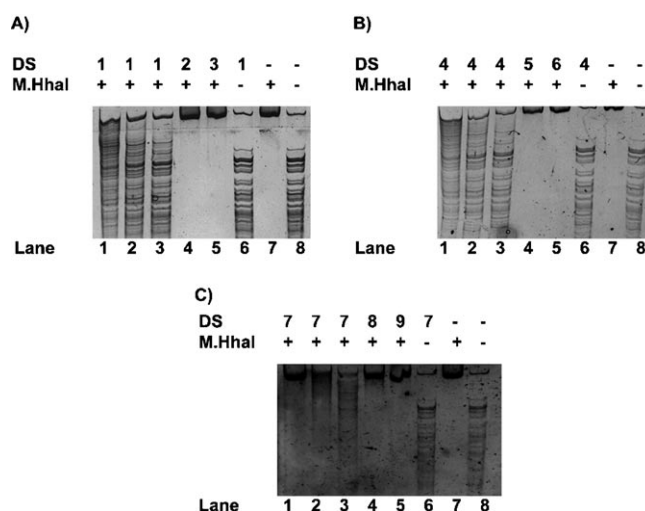 A)
DS 1 1 1 2 3 1 - -
M.HhaI + + + + + - + -
Lane 1 2 3 4 5 6 7 8
B)
DS 4 4 4 5 6 4 - -
M.HhaI + + + + + - + -
Lane 1 2 3 4 5 6 7 8
C)
DS 7 7 7 8 9 7 - -
M.HhaI + + + + + - + -
Lane 1 2 3 4 5 6 7 8